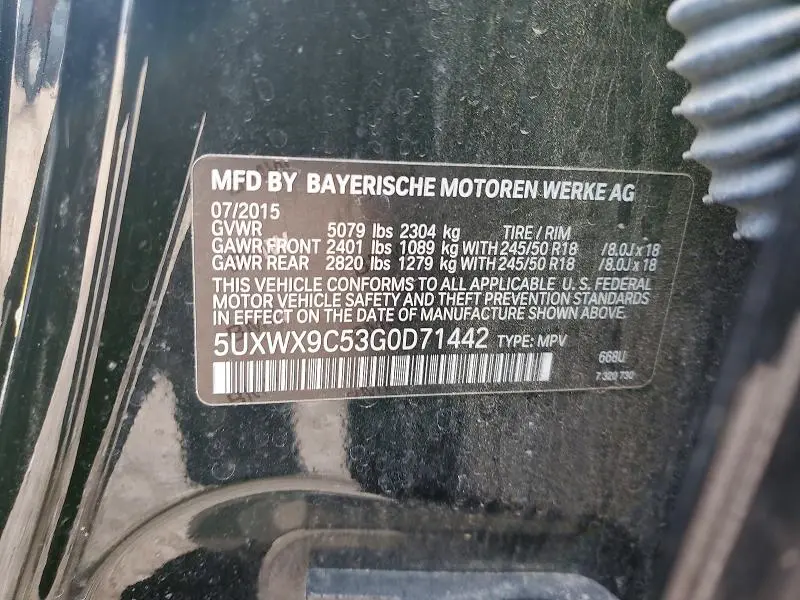 MFD BY BAYERISCHE MOTOREN WERKE AG
07/2015
GVWR 5079 lbs 2304 kg TIRE / RIM
GAWR FRONT 2401 lbs 1089 kg WITH 245/50 R18 /8.0J x 18
GAWR REAR 2820 lbs 1279 kg WITH 245/50 R18 /8.0J x 18
THIS VEHICLE CONFORMS TO ALL APPLICABLE U. S. FEDERAL
MOTOR VEHICLE SAFETY AND THEFT PREVENTION STANDARDS
IN EFFECT ON THE DATE OF MANUFACTURE SHOWN ABOVE.
5UXWX9C53G0D71442 TYPE: MPV
668U
7 320 730